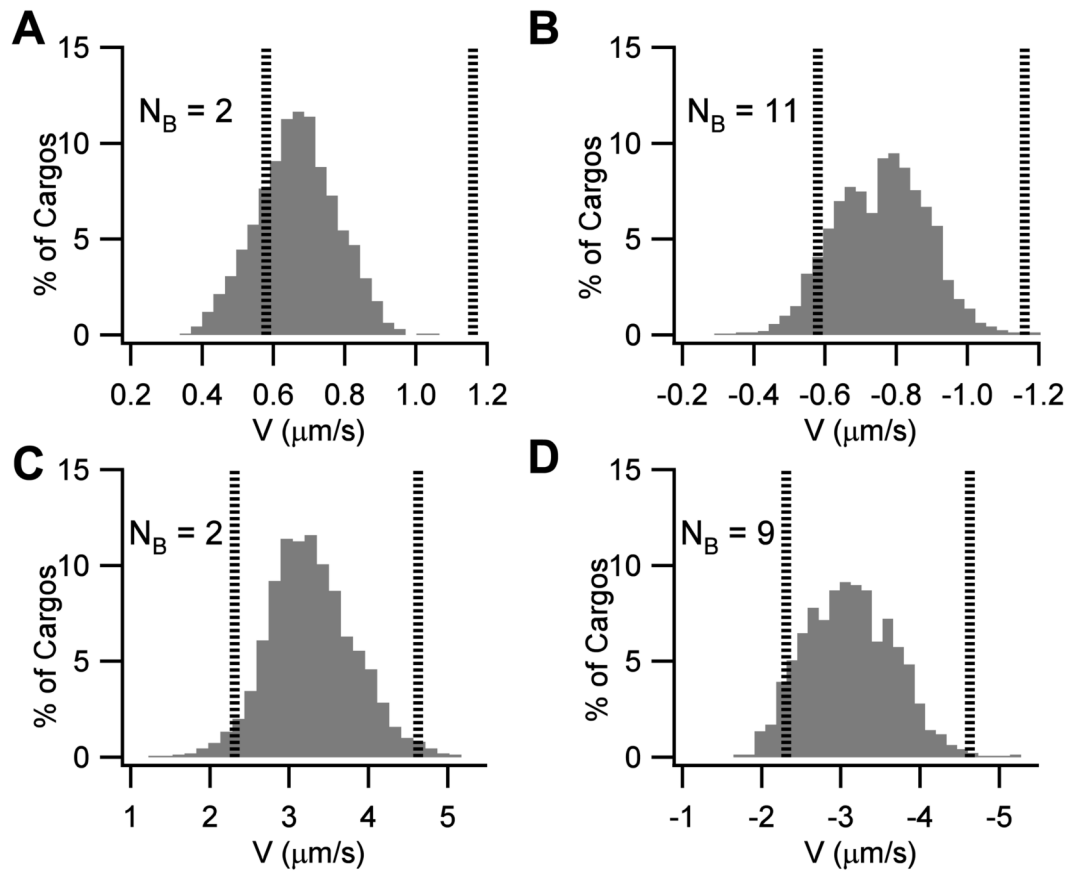 A
15
10
5
0
% of Cargos
N_B = 2
0.2 0.4 0.6 0.8 1.0 1.2
V (μm/s)
B
15
10
5
0
% of Cargos
N_B = 11
-0.2 -0.4 -0.6 -0.8 -1.0 -1.2
V (μm/s)
C
15
10
5
0
% of Cargos
N_B = 2
1 2 3 4 5
V (μm/s)
D
15
10
5
0
% of Cargos
N_B = 9
-1 -2 -3 -4 -5
V (μm/s)